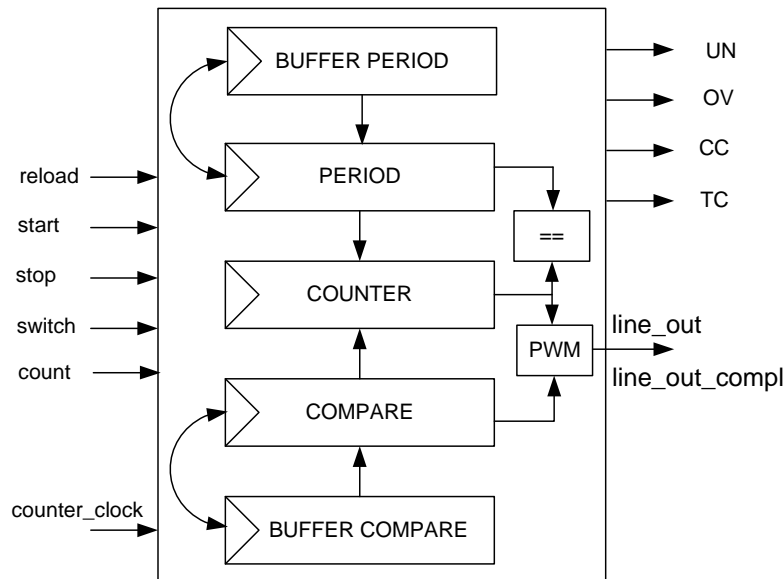 BUFFER PERIOD
PERIOD
==
COUNTER
PWM
COMPARE
BUFFER COMPARE
reload
start
stop
switch
count
counter_clock
UN
OV
CC
TC
line_out
line_out_compl